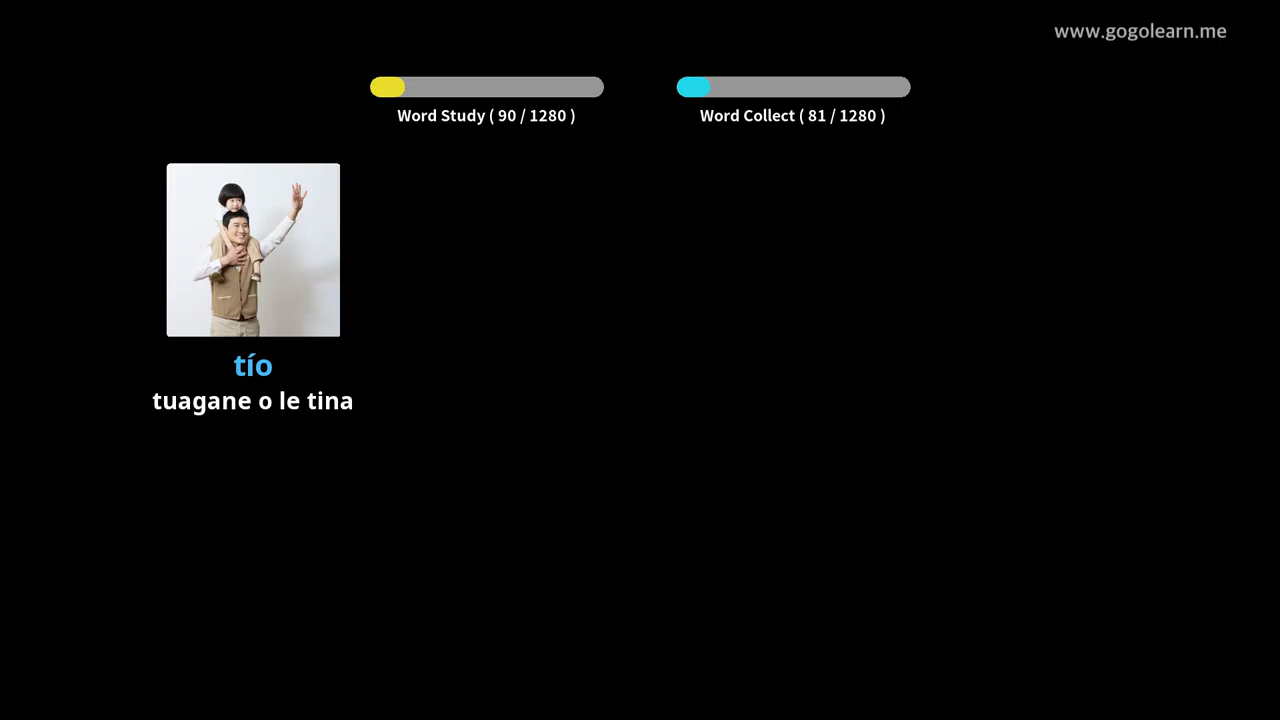 www.gogolearn.me
Word Study ( 90 / 1280 )
Word Collect ( 81 / 1280 )
tío
tuagane o le tina